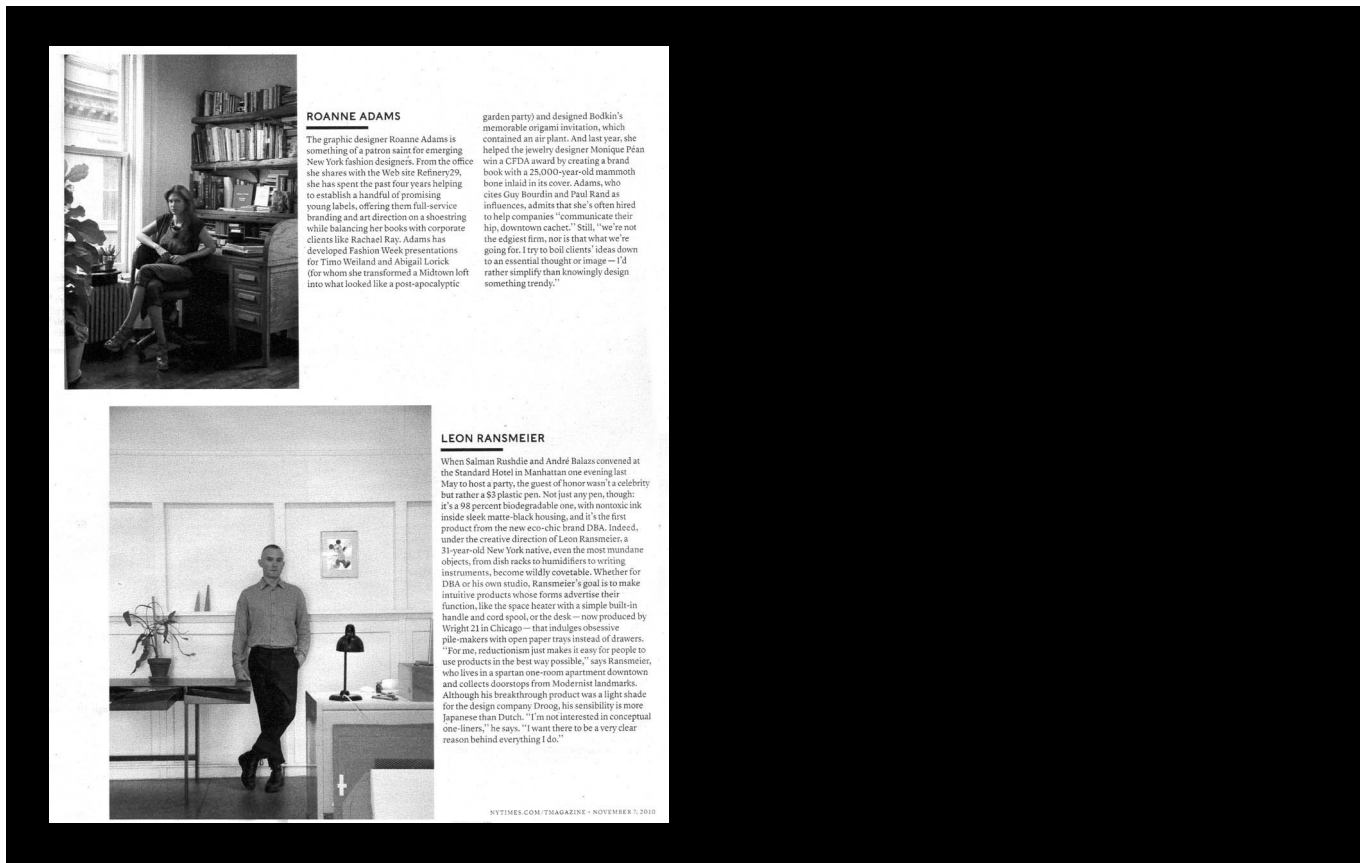 ROANNE ADAMS
The graphic designer Roanne Adams is
something of a patron saint for emerging
New York fashion designers. From the office
she shares with the Web site Refinery29,
she has spent the past four years helping
to establish a handful of promising
young labels, offering them full-service
branding and art direction on a shoestring
while balancing her books with corporate
clients like Rachael Ray. Adams has
developed Fashion Week presentations
for Timo Weiland and Abigail Lorick
(for whom she transformed a Midtown loft
into what looked like a post-apocalyptic
garden party) and designed Bodkin's
memorable origami invitation, which
contained an air plant. And last year, she
helped the jewelry designer Monique Péan
win a CFDA award by creating a brand
book with a 25,000-year-old mammoth
bone inlaid in its cover. Adams, who
cites Guy Bourdin and Paul Rand as
influences, admits that she's often hired
to help companies “communicate their
hip, downtown cachet.” Still, “we're not
the edgiest firm, nor is that what we're
going for. I try to boil clients' ideas down
to an essential thought or image — I'd
rather simplify than knowingly design
something trendy.”
LEON RANSMEIER
When Salman Rushdie and André Balazs convened at
the Standard Hotel in Manhattan one evening last
May to host a party, the guest of honor wasn't a celebrity
but rather a $3 plastic pen. Not just any pen, though:
it's a 98 percent biodegradable one, with nontoxic ink
inside sleek matte-black housing, and it's the first
product from the new eco-chic brand DBA. Indeed,
under the creative direction of Leon Ransmeier, a
31-year-old New York native, even the most mundane
objects, from dish racks to humidifiers to writing
instruments, become wildly covetable. Whether for
DBA or his own studio, Ransmeier's goal is to make
intuitive products whose forms advertise their
function, like the space heater with a simple built-in
handle and cord spool, or the desk — now produced by
Wright 21 in Chicago — that indulges obsessive
pile-makers with open paper trays instead of drawers.
“For me, reductionism just makes it easy for people to
use products in the best way possible,” says Ransmeier,
who lives in a spartan one-room apartment downtown
and collects doorstops from Modernist landmarks.
Although his breakthrough product was a light shade
for the design company Droog, his sensibility is more
Japanese than Dutch. “I'm not interested in conceptual
one-liners,” he says. “I want there to be a very clear
reason behind everything I do.”
NYTIMES.COM/TMAGAZINE • NOVEMBER 7, 2010